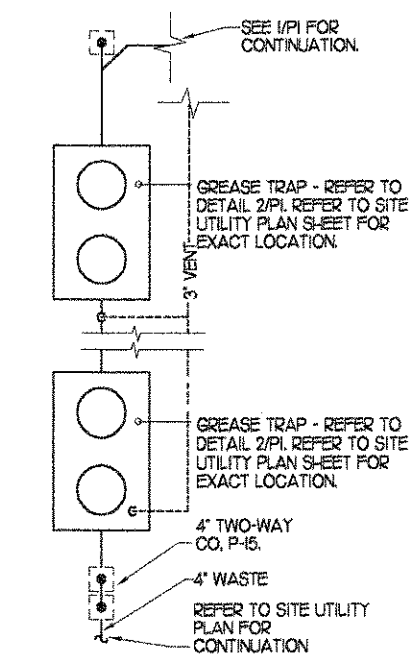 SEE 1/P1 FOR
CONTINUATION.
GREASE TRAP - REFER TO
DETAIL 2/P1. REFER TO SITE
UTILITY PLAN SHEET FOR
EXACT LOCATION.
3" VENT
GREASE TRAP - REFER TO
DETAIL 2/P1. REFER TO SITE
UTILITY PLAN SHEET FOR
EXACT LOCATION.
4" TWO-WAY
CO, P-15.
4" WASTE
REFER TO SITE UTILITY
PLAN FOR
CONTINUATION